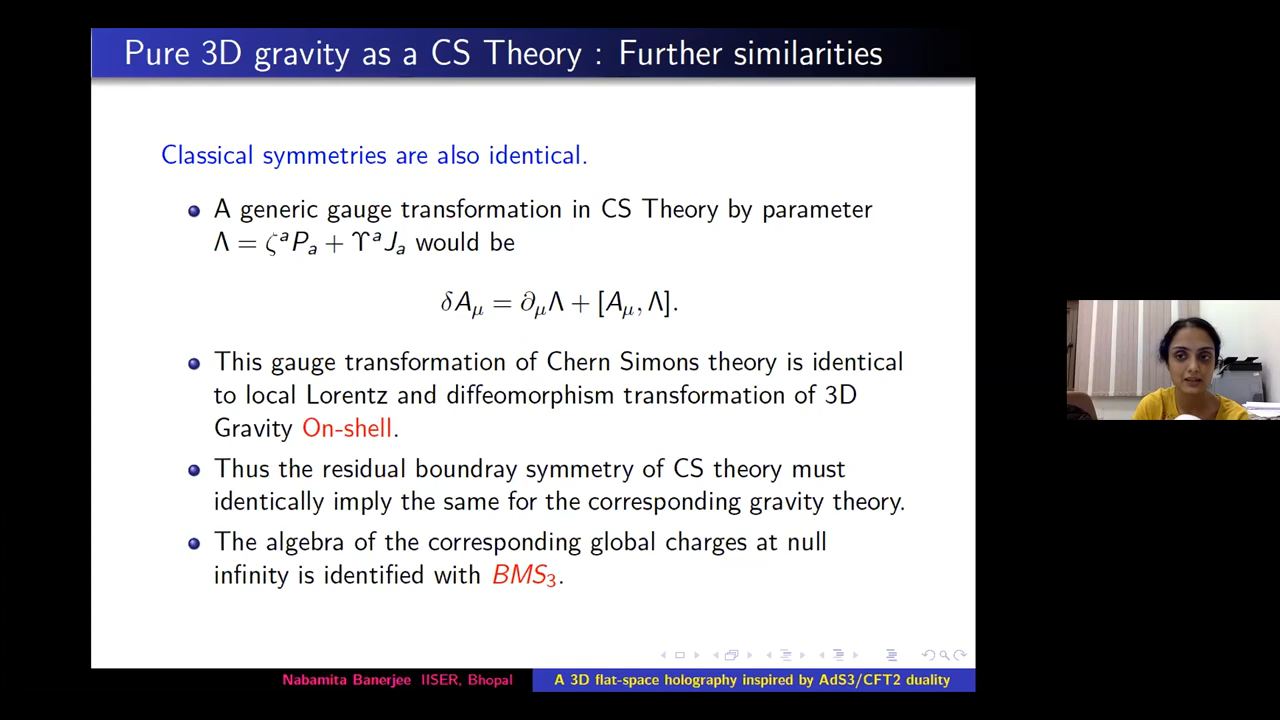 Pure 3D gravity as a CS Theory : Further similarities
Classical symmetries are also identical.
A generic gauge transformation in CS Theory by parameter
Λ = ζᵃPₐ + ϒᵃJₐ would be
δA_μ = ∂_μΛ + [A_μ, Λ].
This gauge transformation of Chern Simons theory is identical
to local Lorentz and diffeomorphism transformation of 3D
Gravity On-shell.
Thus the residual boundray symmetry of CS theory must
identically imply the same for the corresponding gravity theory.
The algebra of the corresponding global charges at null
infinity is identified with BMS₃.
Nabamita Banerjee IISER, Bhopal
A 3D flat-space holography inspired by AdS3/CFT2 duality